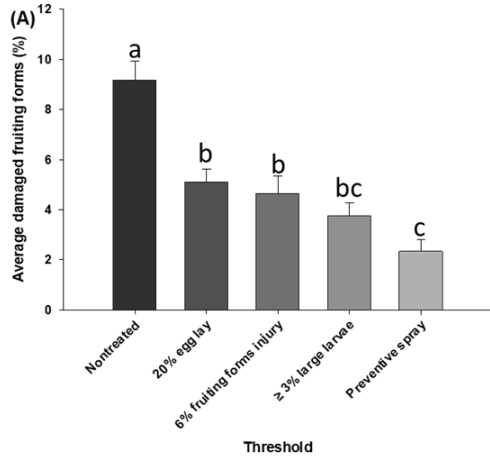 (A)
Average damaged fruiting forms (%)
12
10
8
6
4
2
0
a
b
b
bc
c
Nontreated
20% egg lay
6% fruiting forms injury
≥ 3% large larvae
Preventive spray
Threshold